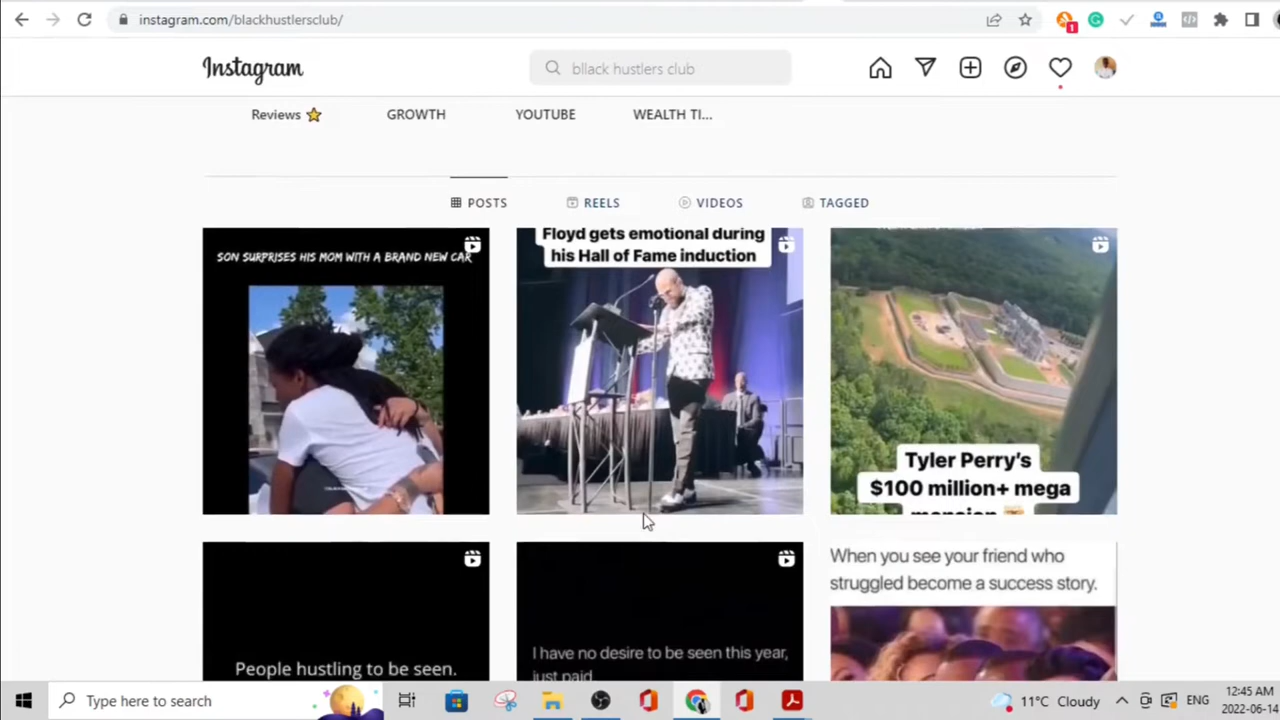 instagram.com/blackhustlersclub/
1
Instagram
bllack hustlers club
Reviews ⭐ GROWTH YOUTUBE WEALTH TI...
POSTS REELS VIDEOS TAGGED
SON SURPRISES HIS MOM WITH A BRAND NEW CAR
Floyd gets emotional during
his Hall of Fame induction
Tyler Perry's
$100 million+ mega
mansion
People hustling to be seen.
I have no desire to be seen this year,
just paid
When you see your friend who
struggled become a success story.
Type here to search
11°C Cloudy
ENG
12:45 AM
2022-06-14